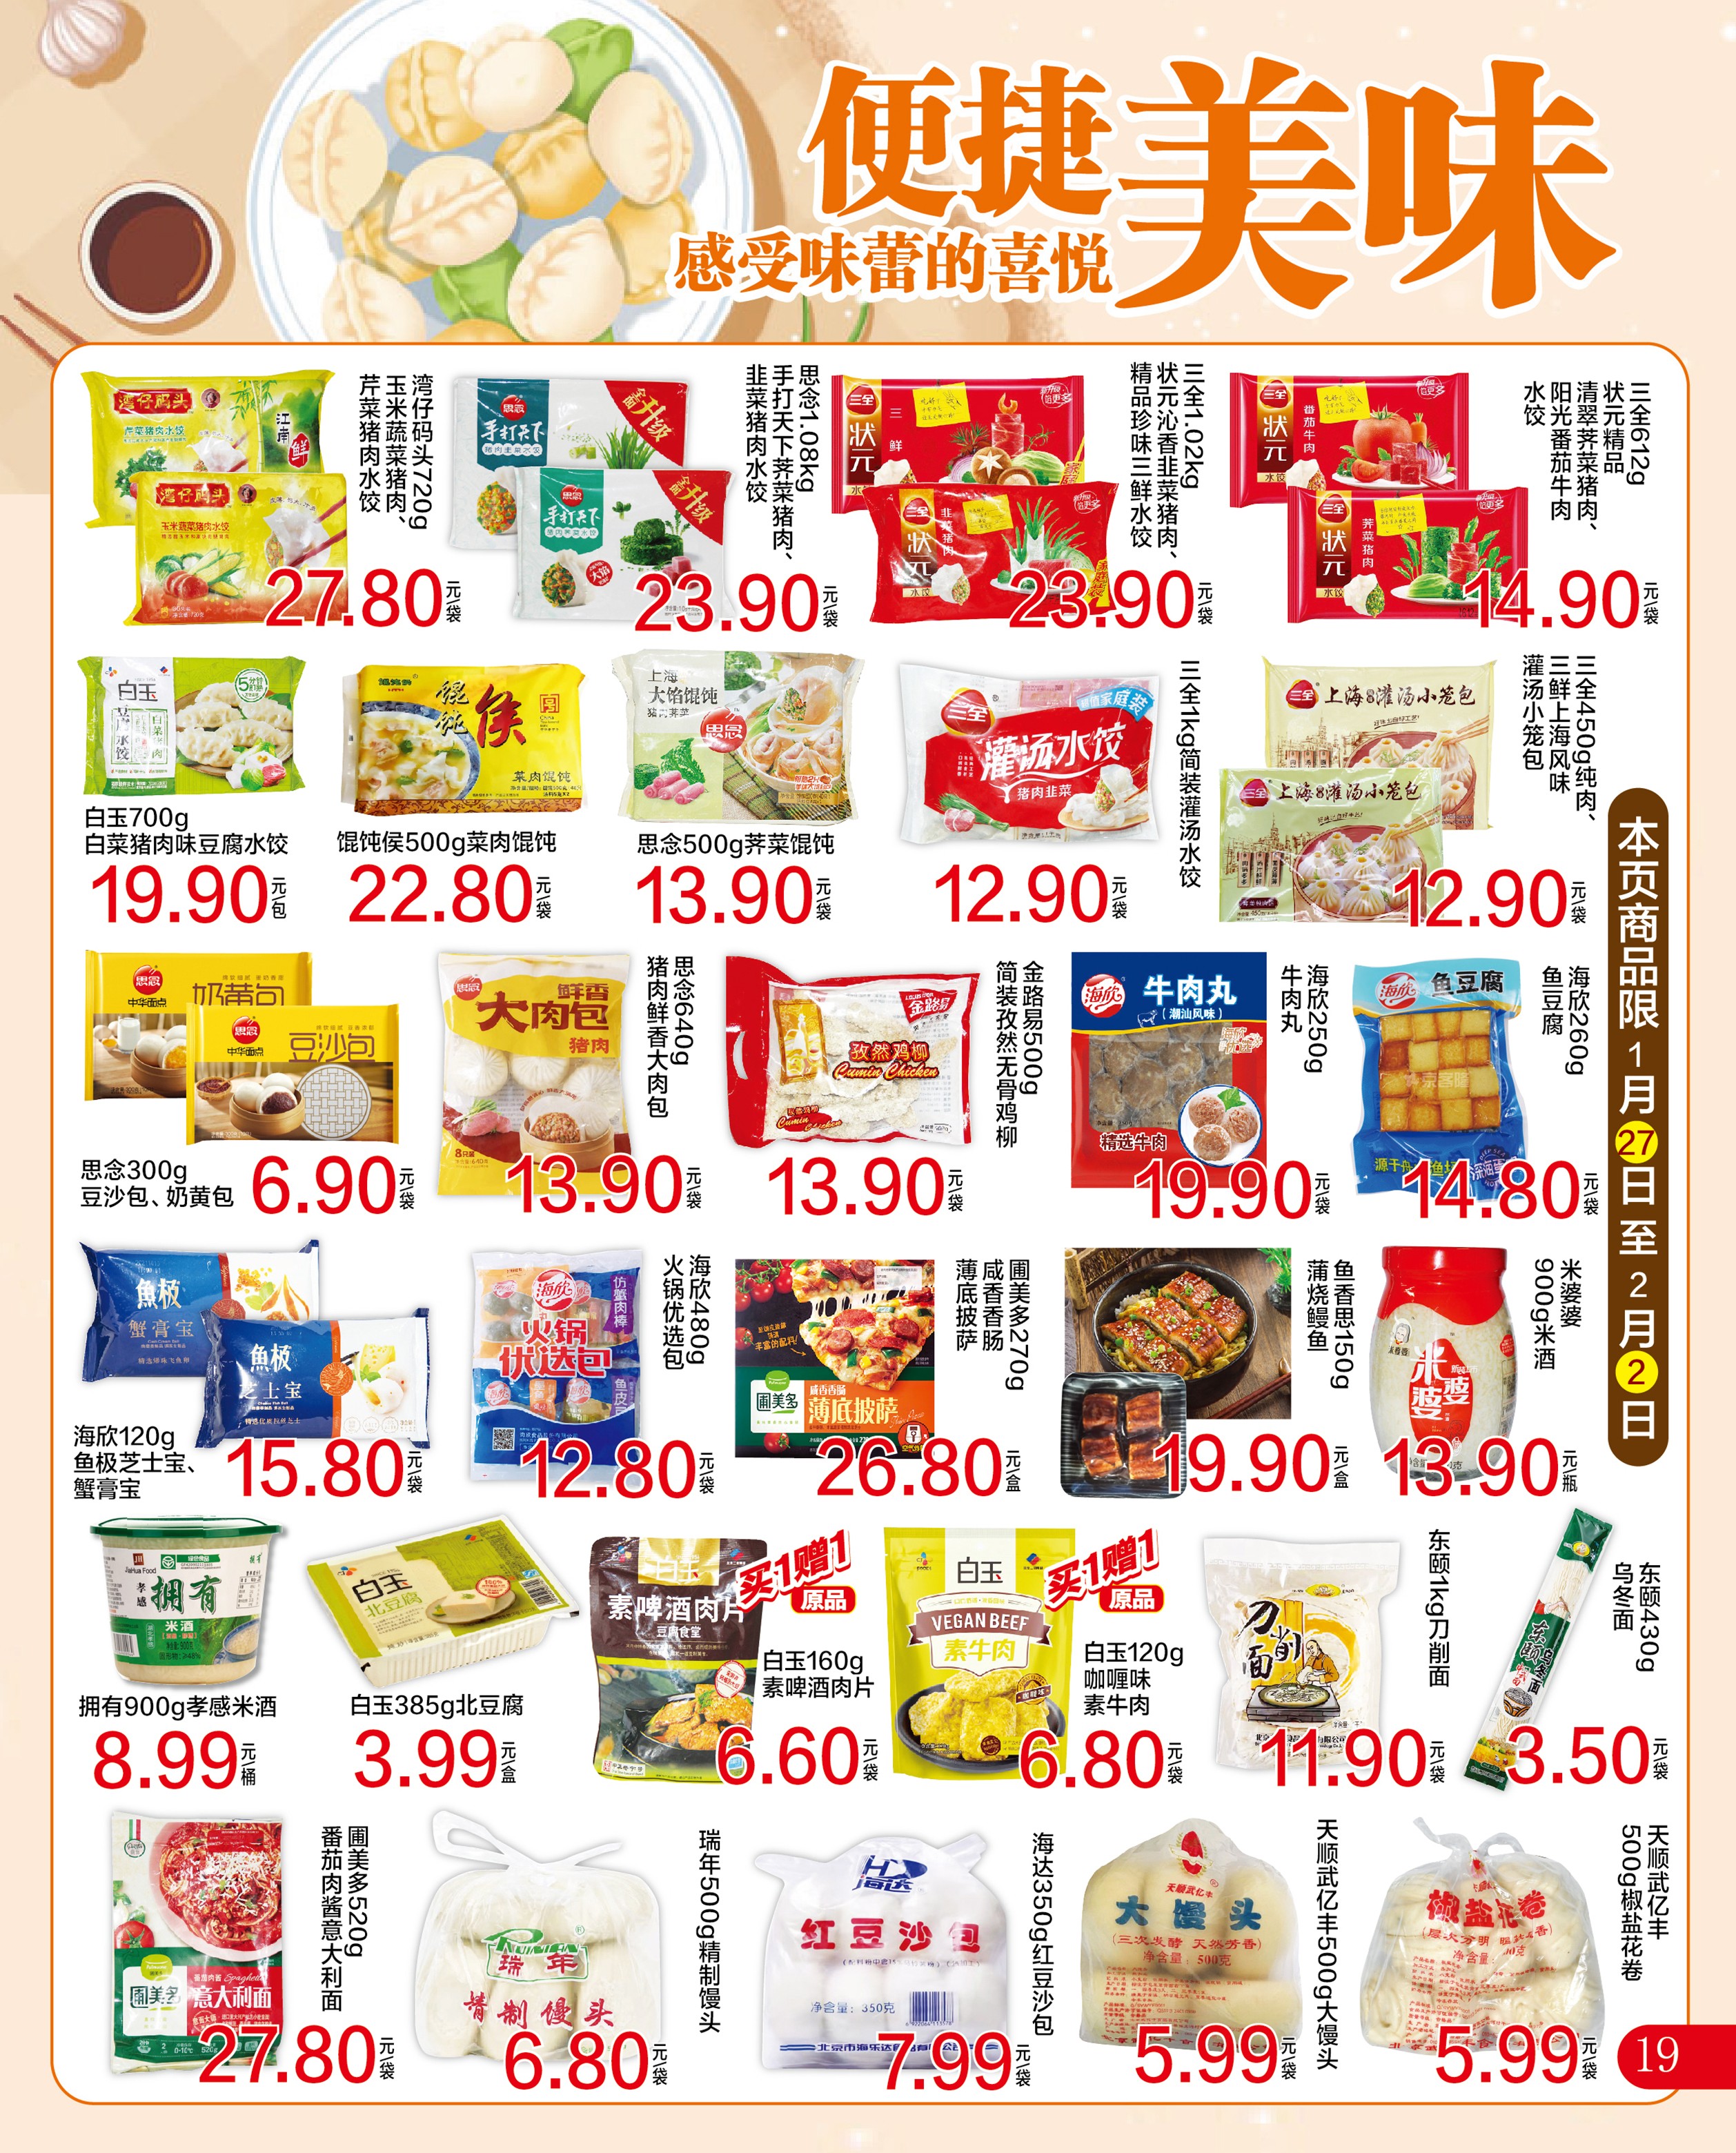 便捷美味
感受味蕾的喜悦
湾仔码头720g
玉米蔬菜猪肉、
芹菜猪肉水饺
27.80元/袋
思念1.08kg
手打天下荠菜猪肉、
韭菜猪肉水饺
23.90元/袋
三全1.02kg
状元沁香韭菜猪肉、
精品珍味三鲜水饺
23.90元/袋
三全612g
状元精品
清翠荠菜猪肉、
阳光番茄牛肉
水饺
14.90元/袋
白玉700g
白菜猪肉味豆腐水饺
19.90元/包
馄饨侯500g菜肉馄饨
22.80元/袋
思念500g荠菜馄饨
13.90元/袋
三全1kg简装灌汤水饺
12.90元/袋
三全450g纯肉、
三鲜上海风味
灌汤小笼包
12.90元/袋
思念300g
豆沙包、奶黄包
6.90元/袋
思念640g
猪肉鲜香大肉包
13.90元/袋
金路易500g
简装孜然无骨鸡柳
13.90元/袋
海欣250g
牛肉丸
19.90元/袋
海欣260g
鱼豆腐
14.80元/袋
海欣120g
鱼极芝士宝、
蟹膏宝
15.80元/袋
海欣480g
火锅优选包
12.80元/袋
圃美多270g
咸香香肠
薄底披萨
26.80元/盒
鱼香思150g
蒲烧鳗鱼
19.90元/盒
米婆婆
900g米酒
13.90元/瓶
拥有900g孝感米酒
8.99元/桶
白玉385g北豆腐
3.99元/盒
买1赠1
原品
白玉160g
素啤酒肉片
6.60元/袋
买1赠1
原品
白玉120g
咖喱味
素牛肉
6.80元/袋
东颐1kg刀削面
11.90元/袋
东颐430g
乌冬面
3.50元/袋
圃美多520g
番茄肉酱意大利面
27.80元/袋
瑞年500g精制馒头
6.80元/袋
海达350g红豆沙包
7.99元/袋
天顺武亿丰500g大馒头
5.99元/袋
天顺武亿丰
500g椒盐花卷
5.99元/袋
本页商品限1月27日至2月2日
19